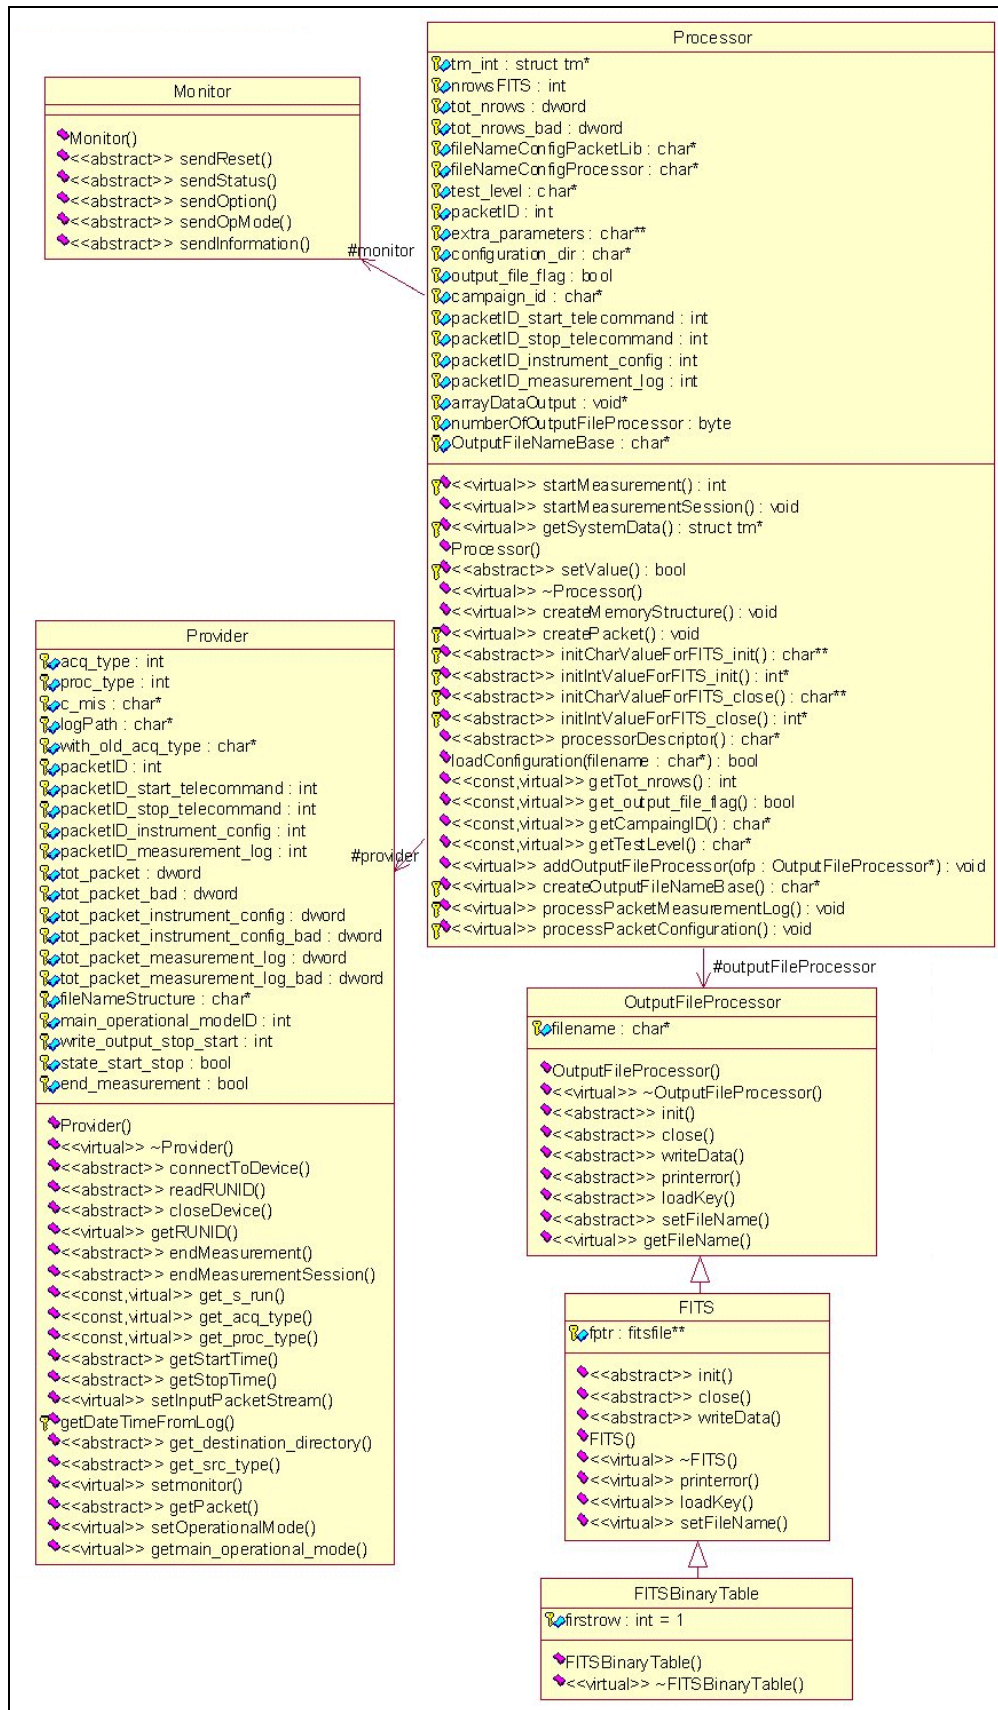 Monitor
Monitor()
<<abstract>> sendReset()
<<abstract>> sendStatus()
<<abstract>> sendOption()
<<abstract>> sendOpMode()
<<abstract>> sendInformation()
#monitor
Processor
tm_int : struct tm*
nrowsFITS : int
tot_nrows : dword
tot_nrows_bad : dword
fileNameConfigPacketLib : char*
fileNameConfigProcessor : char*
test_level : char*
packetID : int
extra_parameters : char**
configuration_dir : char*
output_file_flag : bool
campaign_id : char*
packetID_start_telecommand : int
packetID_stop_telecommand : int
packetID_instrument_config : int
packetID_measurement_log : int
arrayDataOutput : void*
numberOfOutputFileProcessor : byte
OutputFileNameBase : char*
<<virtual>> startMeasurement() : int
<<virtual>> startMeasurementSession() : void
<<virtual>> getSystemData() : struct tm*
Processor()
<<abstract>> setValue() : bool
<<virtual>> ~Processor()
<<virtual>> createMemoryStructure() : void
<<virtual>> createPacket() : void
<<abstract>> initCharValueForFITS_init() : char**
<<abstract>> initIntValueForFITS_init() : int*
<<abstract>> initCharValueForFITS_close() : char**
<<abstract>> initIntValueForFITS_close() : int*
<<abstract>> processorDescriptor() : char*
loadConfiguration(filename : char*) : bool
<<const,virtual>> getTot_nrows() : int
<<const,virtual>> get_output_file_flag() : bool
<<const,virtual>> getCampaingID() : char*
<<const,virtual>> getTestLevel() : char*
<<virtual>> addOutputFileProcessor(ofp : OutputFileProcessor*) : void
<<virtual>> createOutputFileNameBase() : char*
<<virtual>> processPacketMeasurementLog() : void
<<virtual>> processPacketConfiguration() : void
Provider
acq_type : int
proc_type : int
c_mis : char*
logPath : char*
with_old_acq_type : char*
packetID : int
packetID_start_telecommand : int
packetID_stop_telecommand : int
packetID_instrument_config : int
packetID_measurement_log : int
tot_packet : dword
tot_packet_bad : dword
tot_packet_instrument_config : dword
tot_packet_instrument_config_bad : dword
tot_packet_measurement_log : dword
tot_packet_measurement_log_bad : dword
fileNameStructure : char*
main_operational_modeID : int
write_output_stop_start : int
state_start_stop : bool
end_measurement : bool
Provider()
<<virtual>> ~Provider()
<<abstract>> connectToDevice()
<<abstract>> readRUNID()
<<abstract>> closeDevice()
<<virtual>> getRUNID()
<<abstract>> endMeasurement()
<<abstract>> endMeasurementSession()
<<const,virtual>> get_s_run()
<<const,virtual>> get_acq_type()
<<const,virtual>> get_proc_type()
<<abstract>> getStartTime()
<<abstract>> getStopTime()
<<virtual>> setInputPacketStream()
getDateTimeFromLog()
<<abstract>> get_destination_directory()
<<abstract>> get_src_type()
<<virtual>> setmonitor()
<<abstract>> getPacket()
<<virtual>> setOperationalMode()
<<virtual>> getmain_operational_mode()
#provider
#outputFileProcessor
OutputFileProcessor
filename : char*
OutputFileProcessor()
<<virtual>> ~OutputFileProcessor()
<<abstract>> init()
<<abstract>> close()
<<abstract>> writeData()
<<abstract>> printerror()
<<abstract>> loadKey()
<<abstract>> setFileName()
<<virtual>> getFileName()
FITS
fptr : fitsfile**
<<abstract>> init()
<<abstract>> close()
<<abstract>> writeData()
FITS()
<<virtual>> ~FITS()
<<virtual>> printerror()
<<virtual>> loadKey()
<<virtual>> setFileName()
FITSBinaryTable
firstrow : int = 1
FITSBinaryTable()
<<virtual>> ~FITSBinaryTable()